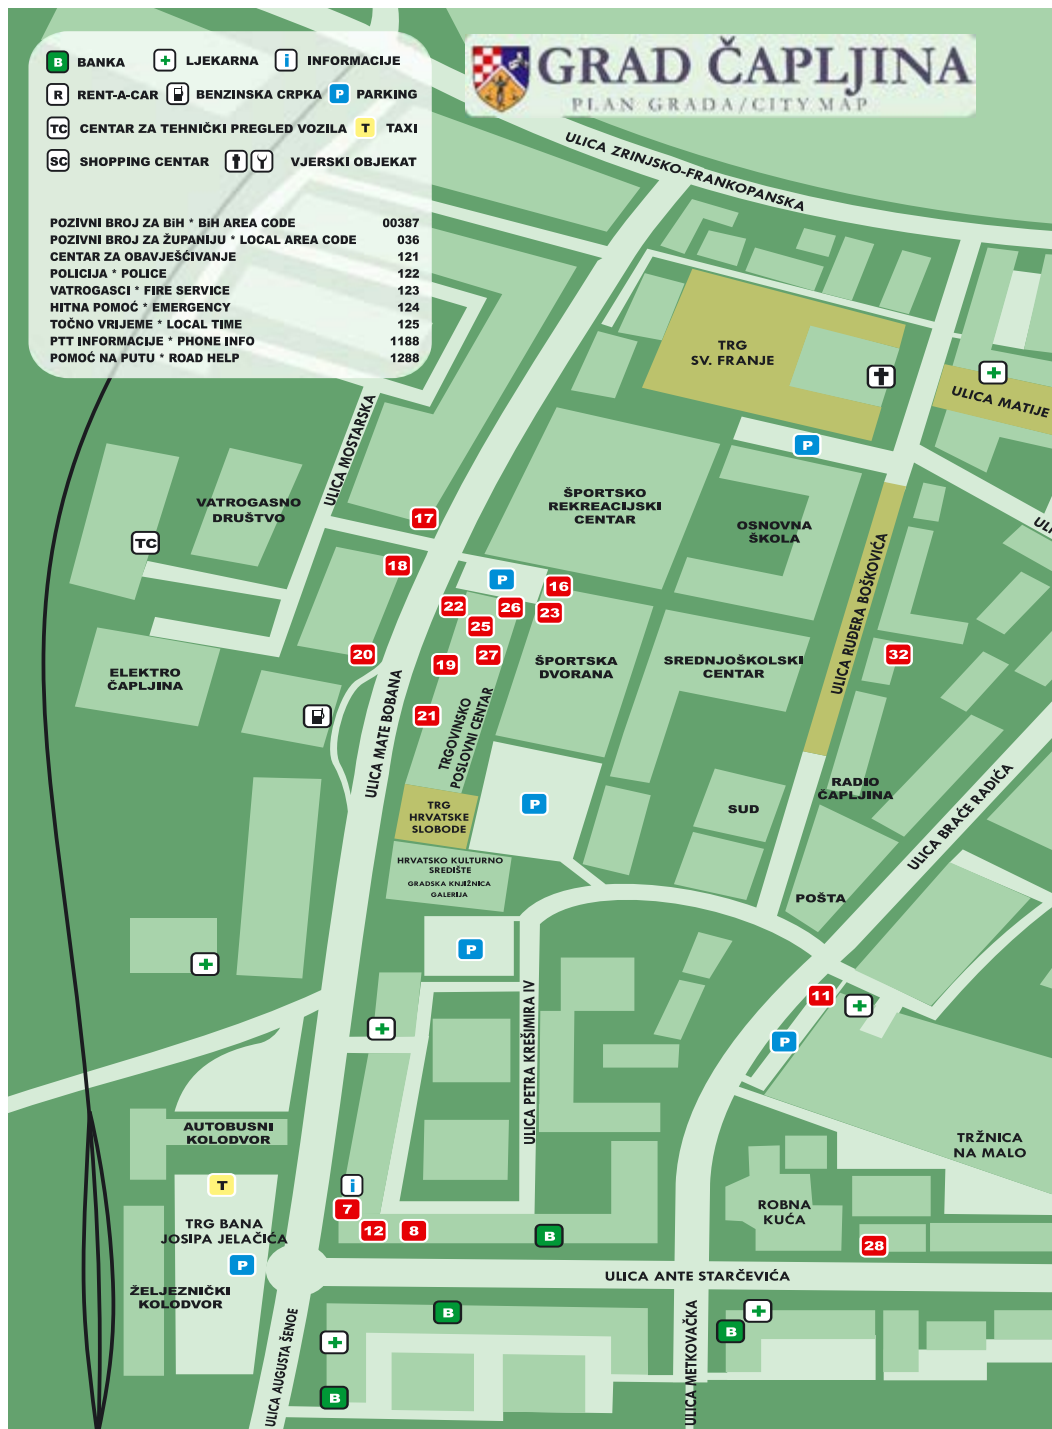 GRAD ČAPLJINA
PLAN GRADA/CITY MAP
B BANKA
LJEKARNA
i INFORMACIJE
R RENT-A-CAR
BENZINSKA CRPKA
P PARKING
TC CENTAR ZA TEHNIČKI PREGLED VOZILA
T TAXI
SC SHOPPING CENTAR
VJERSKI OBJEKAT
POZIVNI BROJ ZA BiH * BiH AREA CODE 00387
POZIVNI BROJ ZA ŽUPANIJU * LOCAL AREA CODE 036
CENTAR ZA OBAVJEŠĆIVANJE 121
POLICIJA * POLICE 122
VATROGASCI * FIRE SERVICE 123
HITNA POMOĆ * EMERGENCY 124
TOČNO VRIJEME * LOCAL TIME 125
PTT INFORMACIJE * PHONE INFO 1188
POMOĆ NA PUTU * ROAD HELP 1288
ULICA ZRINJSKO-FRANKOPANSKA
TRG
SV. FRANJE
ULICA MATIJE
P
ULICA MOSTARSKA
VATROGASNO
DRUŠTVO
17
ŠPORTSKO
REKREACIJSKI
CENTAR
OSNOVNA
ŠKOLA
ULI
TC
18
P
16
22
26
23
25
ULICA RUĐERA BOŠKOVIĆA
20
19
27
ŠPORTSKA
DVORANA
SREDNJOŠKOLSKI
CENTAR
32
ELEKTRO
ČAPLJINA
21
TRGOVINSKO
POSLOVNI CENTAR
ULICA MATE BOBANA
TRG
HRVATSKE
SLOBODE
P
SUD
RADIO
ČAPLJINA
ULICA BRAĆE RADIĆA
HRVATSKO KULTURNO
SREDIŠTE
GRADSKA KNJIŽNICA
GALERIJA
POŠTA
P
11
ULICA PETRA KREŠIMIRA IV
P
AUTOBUSNI
KOLODVOR
TRŽNICA
NA MALO
T
i
7
12
8
TRG BANA
JOSIPA JELAČIĆA
P
B
ROBNA
KUĆA
28
ŽELJEZNIČKI
KOLODVOR
ULICA ANTE STARČEVIĆA
B
B
ULICA AUGUSTA ŠENOE
ULICA METKOVAČKA
B